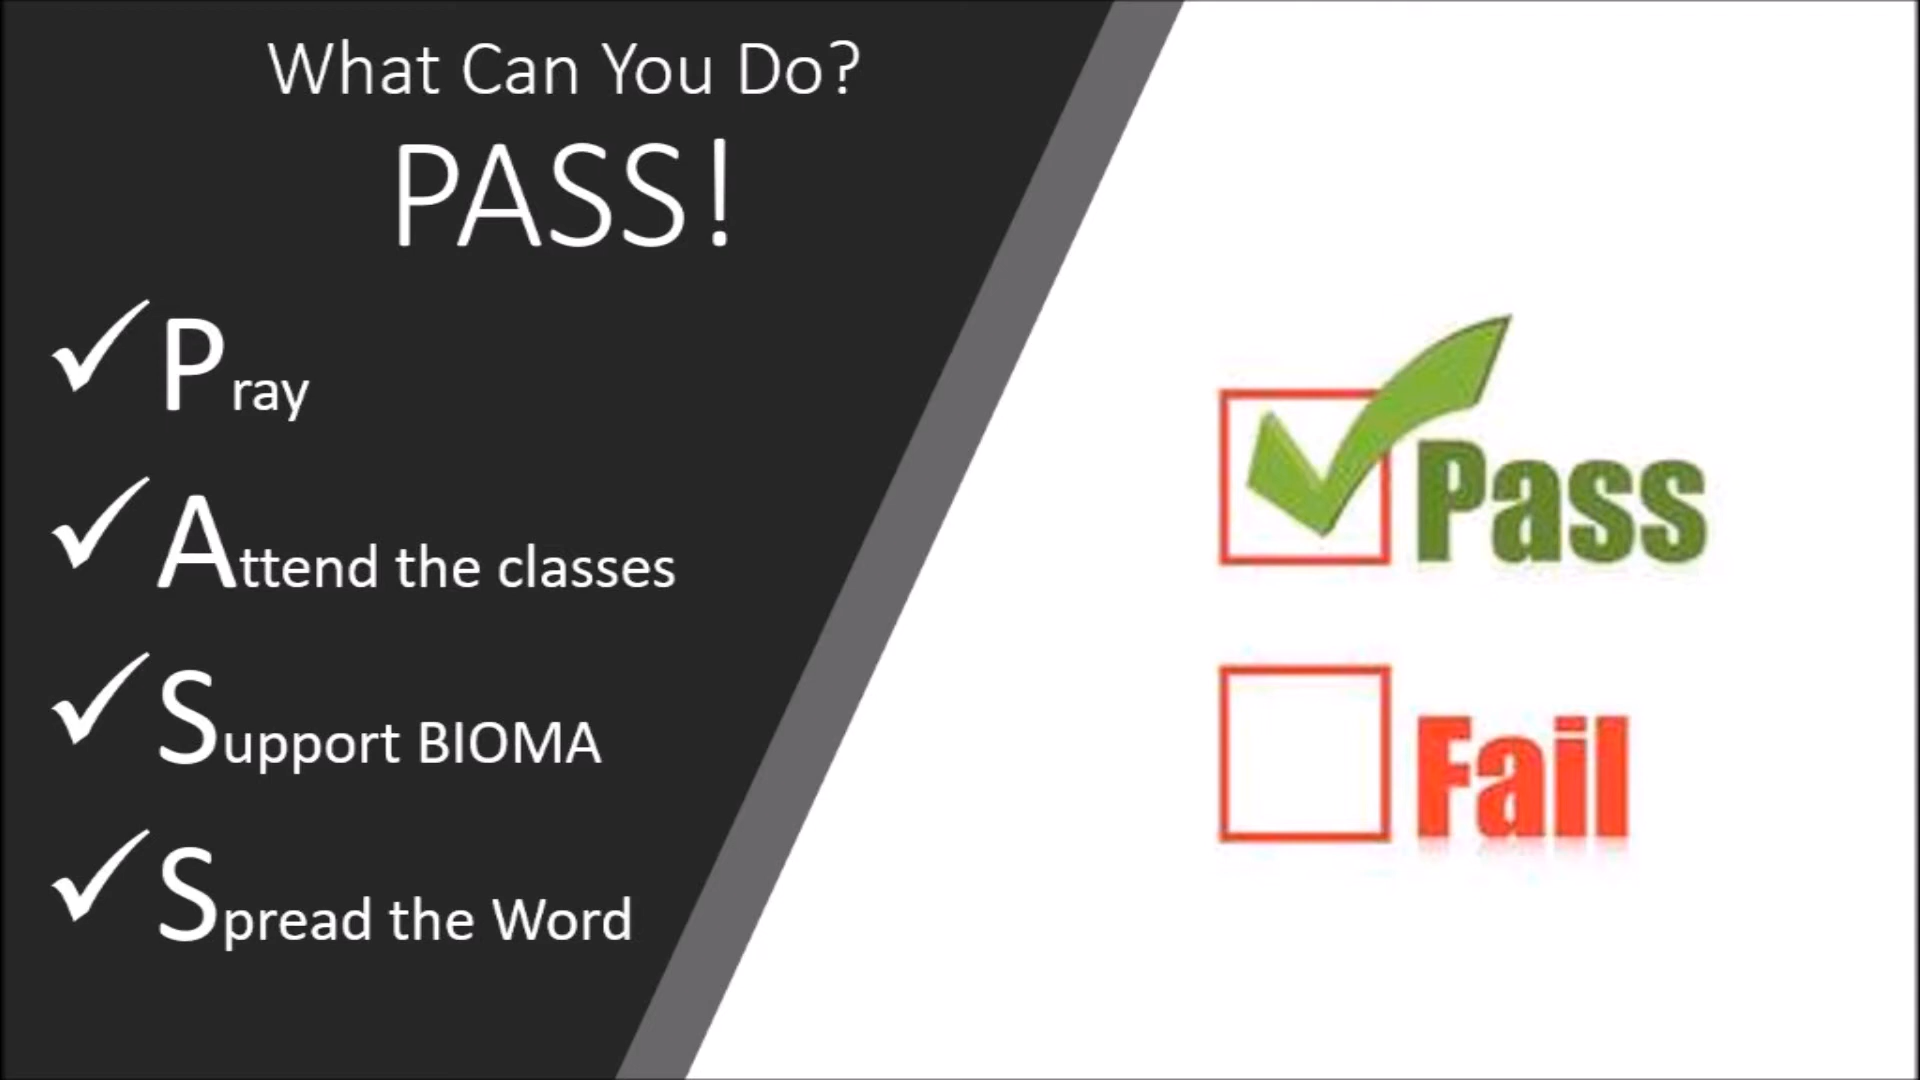 What Can You Do?
PASS!
Pray
Attend the classes
Support BIOMA
Spread the Word
Pass
Fail